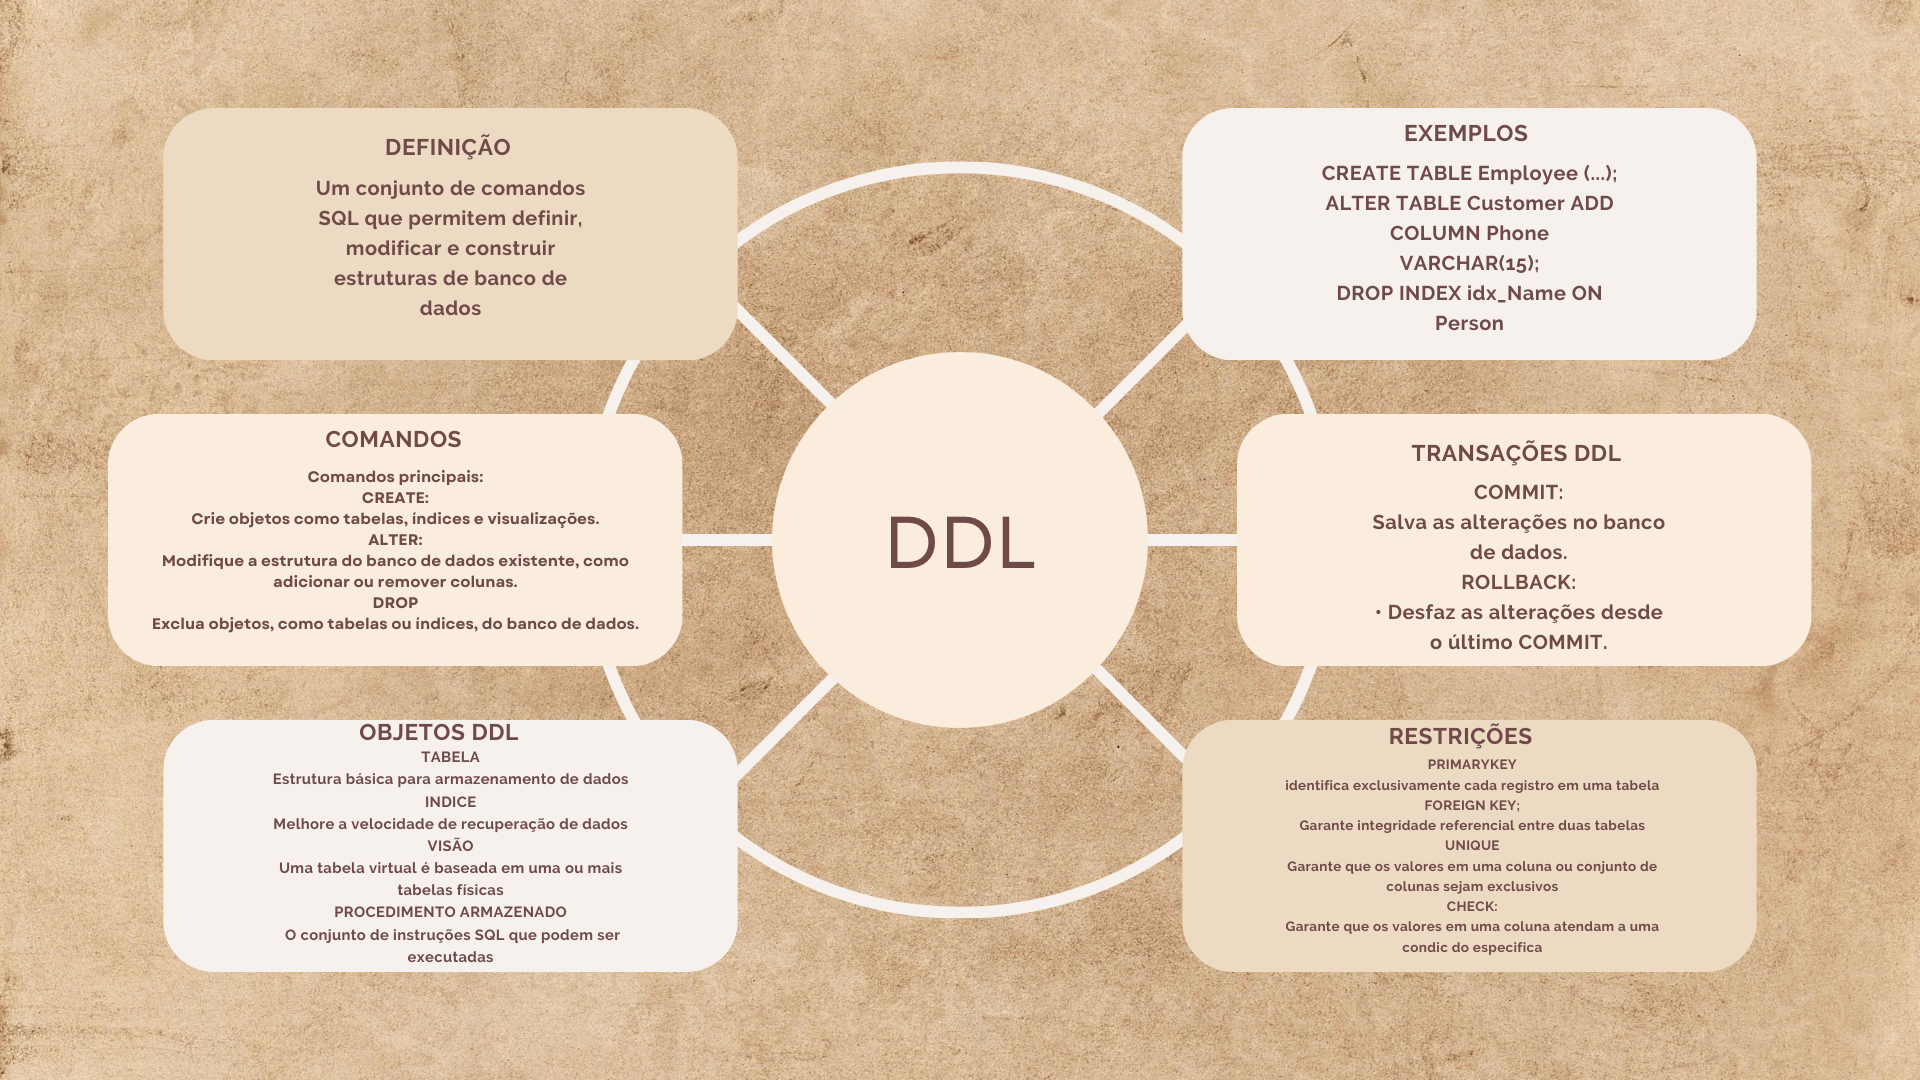 DEFINIÇÃO
Um conjunto de comandos
SQL que permitem definir,
modificar e construir
estruturas de banco de
dados
COMANDOS
Comandos principais:
CREATE:
Crie objetos como tabelas, índices e visualizações.
ALTER:
Modifique a estrutura do banco de dados existente, como
adicionar ou remover colunas.
DROP
Exclua objetos, como tabelas ou índices, do banco de dados.
OBJETOS DDL
TABELA
Estrutura básica para armazenamento de dados
INDICE
Melhore a velocidade de recuperação de dados
VISÃO
Uma tabela virtual é baseada em uma ou mais
tabelas físicas
PROCEDIMENTO ARMAZENADO
O conjunto de instruções SQL que podem ser
executadas
DDL
EXEMPLOS
CREATE TABLE Employee (...);
ALTER TABLE Customer ADD
COLUMN Phone
VARCHAR(15);
DROP INDEX idx_Name ON
Person
TRANSAÇÕES DDL
COMMIT:
Salva as alterações no banco
de dados.
ROLLBACK:
• Desfaz as alterações desde
o último COMMIT.
RESTRIÇÕES
PRIMARYKEY
identifica exclusivamente cada registro em uma tabela
FOREIGN KEY;
Garante integridade referencial entre duas tabelas
UNIQUE
Garante que os valores em uma coluna ou conjunto de
colunas sejam exclusivos
CHECK:
Garante que os valores em uma coluna atendam a uma
condic do especifica